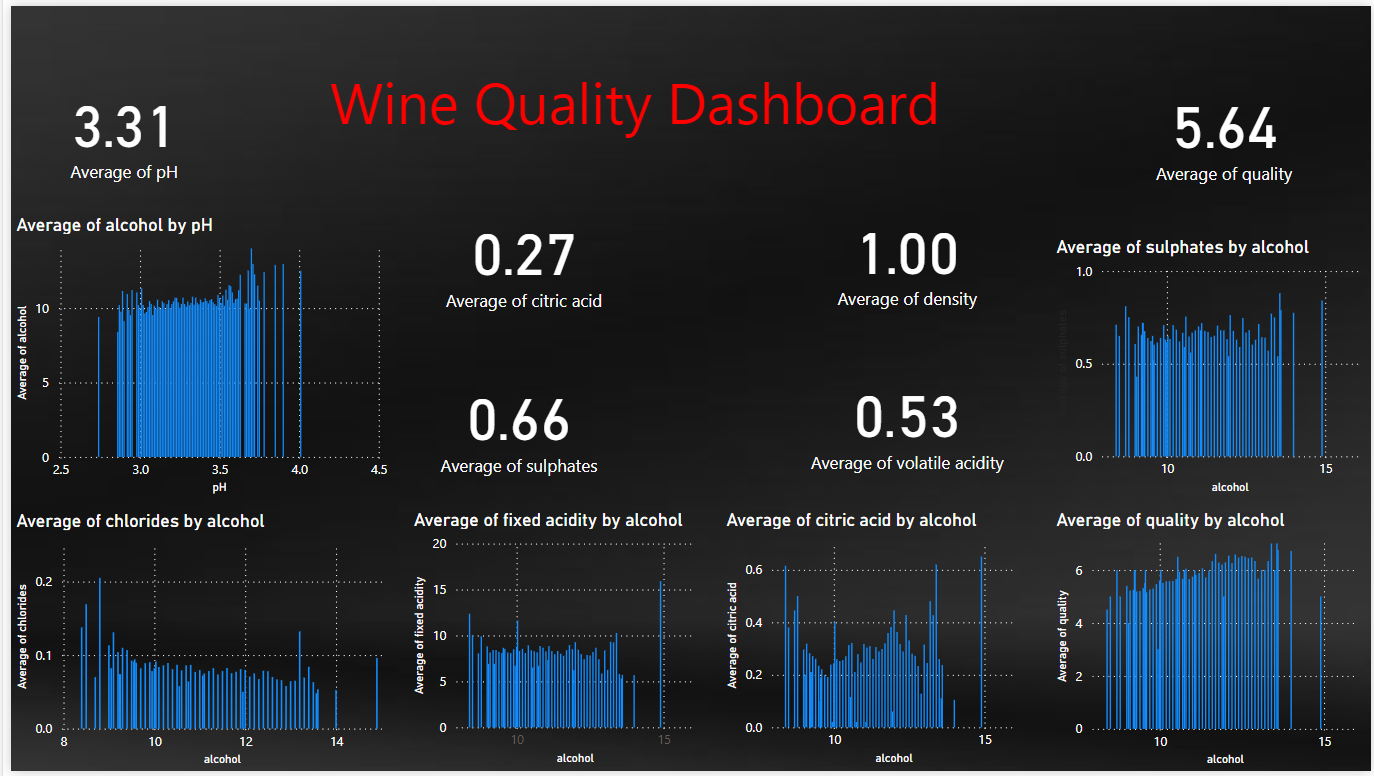 Wine Quality Dashboard
3.31
Average of pH
5.64
Average of quality
0.27
Average of citric acid
1.00
Average of density
0.66
Average of sulphates
0.53
Average of volatile acidity
Average of alcohol by pH
Average of alcohol
10
5
0
2.5 3.0 3.5 4.0 4.5
pH
Average of sulphates by alcohol
Average of sulphates
1.0
0.5
0.0
10 15
alcohol
Average of chlorides by alcohol
Average of chlorides
0.2
0.1
0.0
8 10 12 14
alcohol
Average of fixed acidity by alcohol
Average of fixed acidity
20
15
10
5
0
10 15
alcohol
Average of citric acid by alcohol
Average of citric acid
0.6
0.4
0.2
0.0
10 15
alcohol
Average of quality by alcohol
Average of quality
6
4
2
0
10 15
alcohol